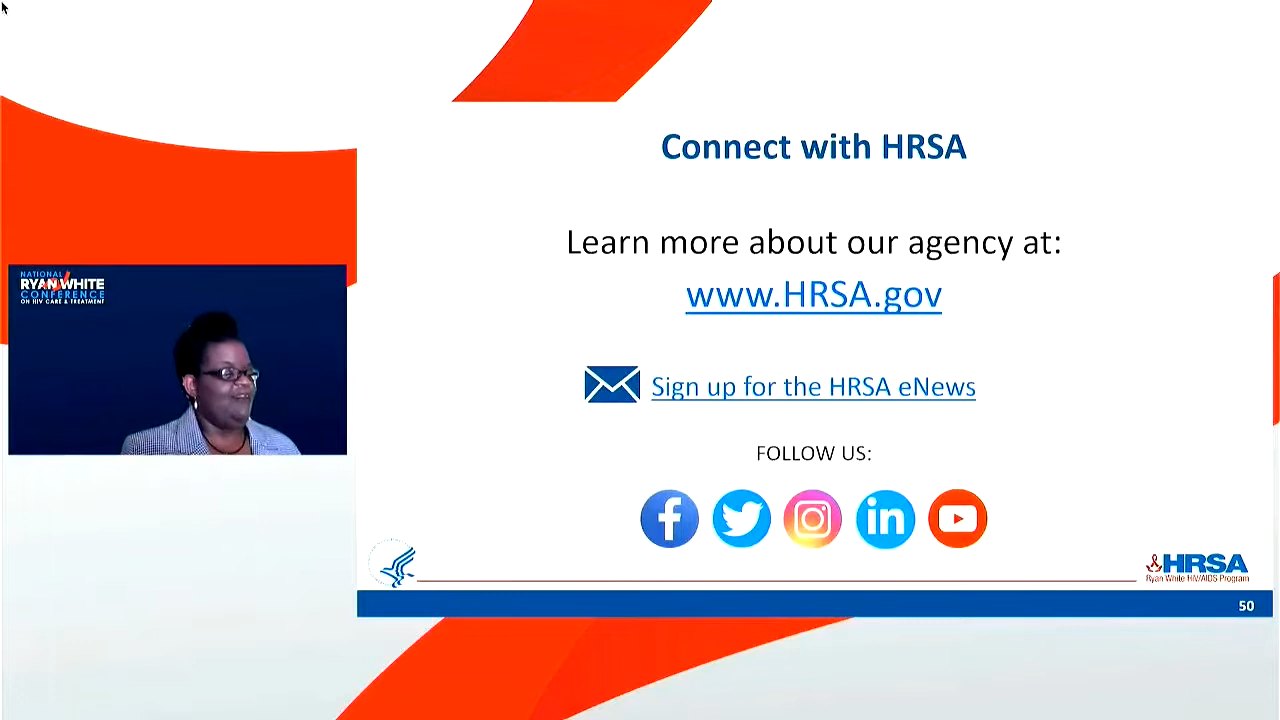 Connect with HRSA
Learn more about our agency at:
www.HRSA.gov
Sign up for the HRSA eNews
FOLLOW US:
NATIONAL
RYAN WHITE
CONFERENCE
ON HIV CARE & TREATMENT
HRSA
Ryan White HIV/AIDS Program
50